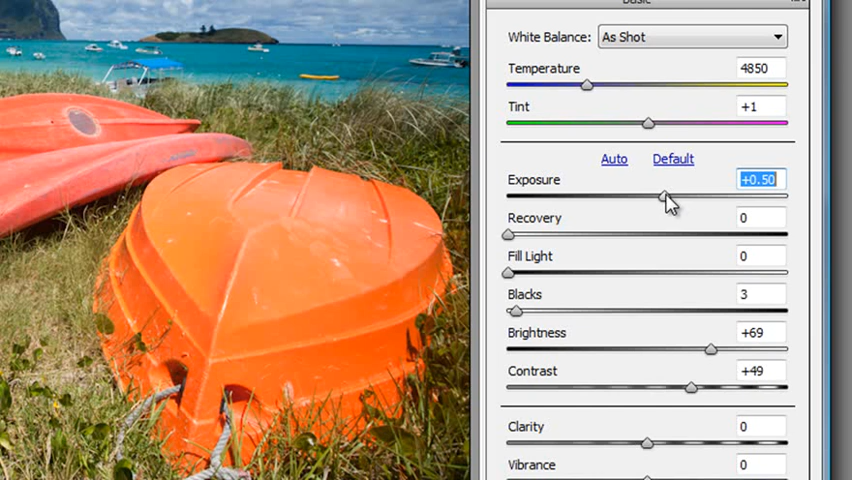 Basic
White Balance: As Shot
Temperature 4850
Tint +1
Auto Default
Exposure +0.50
Recovery 0
Fill Light 0
Blacks 3
Brightness +69
Contrast +49
Clarity 0
Vibrance 0